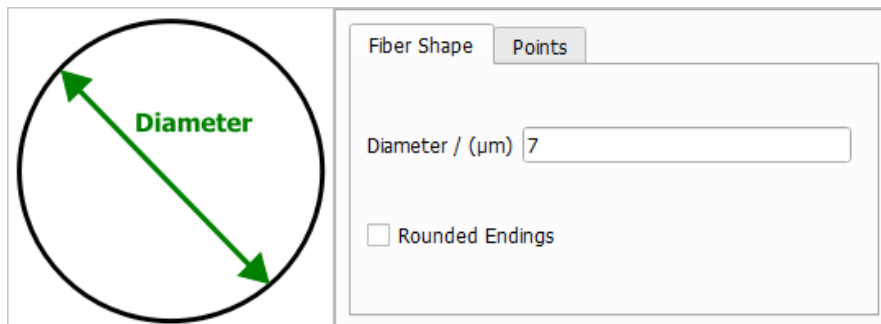 Diameter
Fiber Shape
Points
Diameter / (µm) 7
Rounded Endings